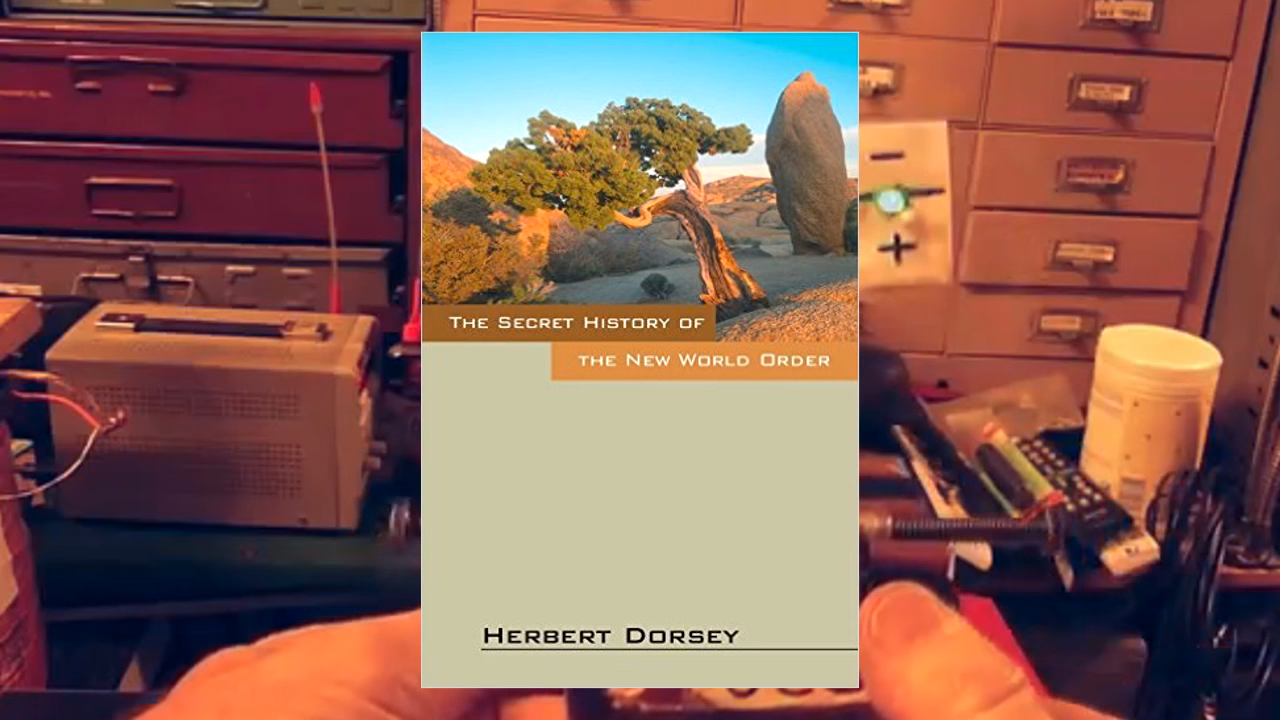 The Secret History of
the New World Order
−
+
Herbert Dorsey